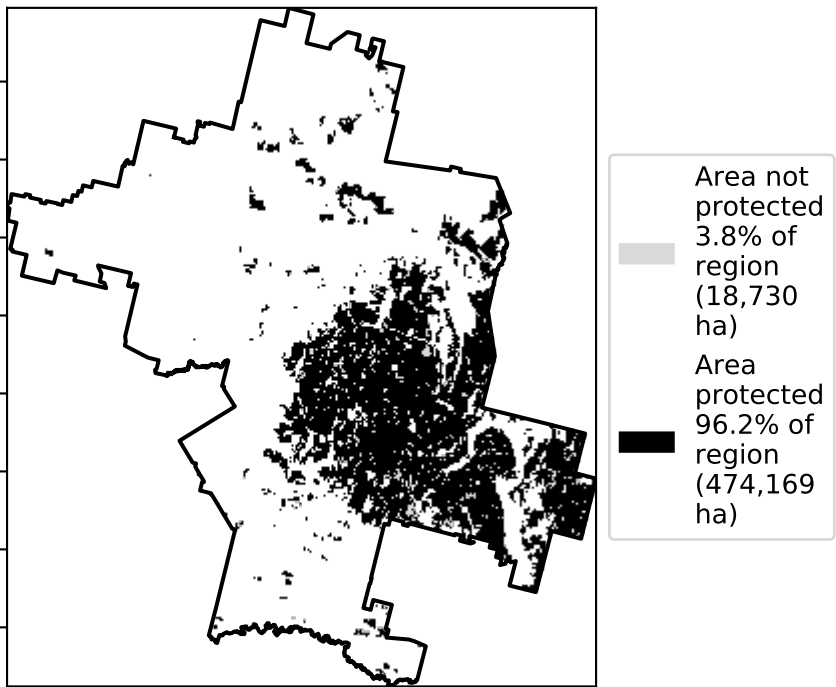 Area not
protected
3.8% of
region
(18,730
ha)
Area
protected
96.2% of
region
(474,169
ha)